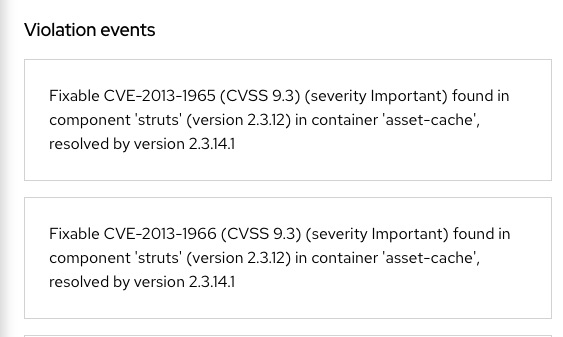 Violation events
Fixable CVE-2013-1965 (CVSS 9.3) (severity Important) found in
component 'struts' (version 2.3.12) in container 'asset-cache',
resolved by version 2.3.14.1
Fixable CVE-2013-1966 (CVSS 9.3) (severity Important) found in
component 'struts' (version 2.3.12) in container 'asset-cache',
resolved by version 2.3.14.1